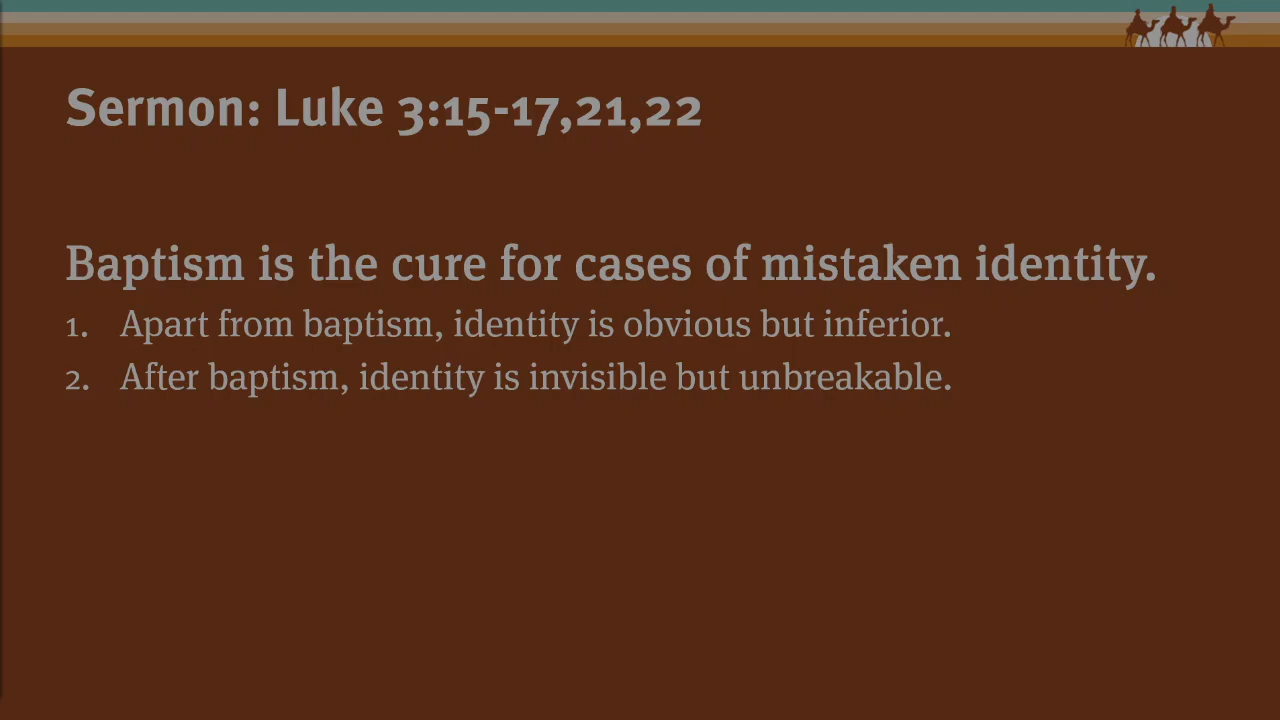 Sermon: Luke 3:15-17,21,22
Baptism is the cure for cases of mistaken identity.
1. Apart from baptism, identity is obvious but inferior.
2. After baptism, identity is invisible but unbreakable.